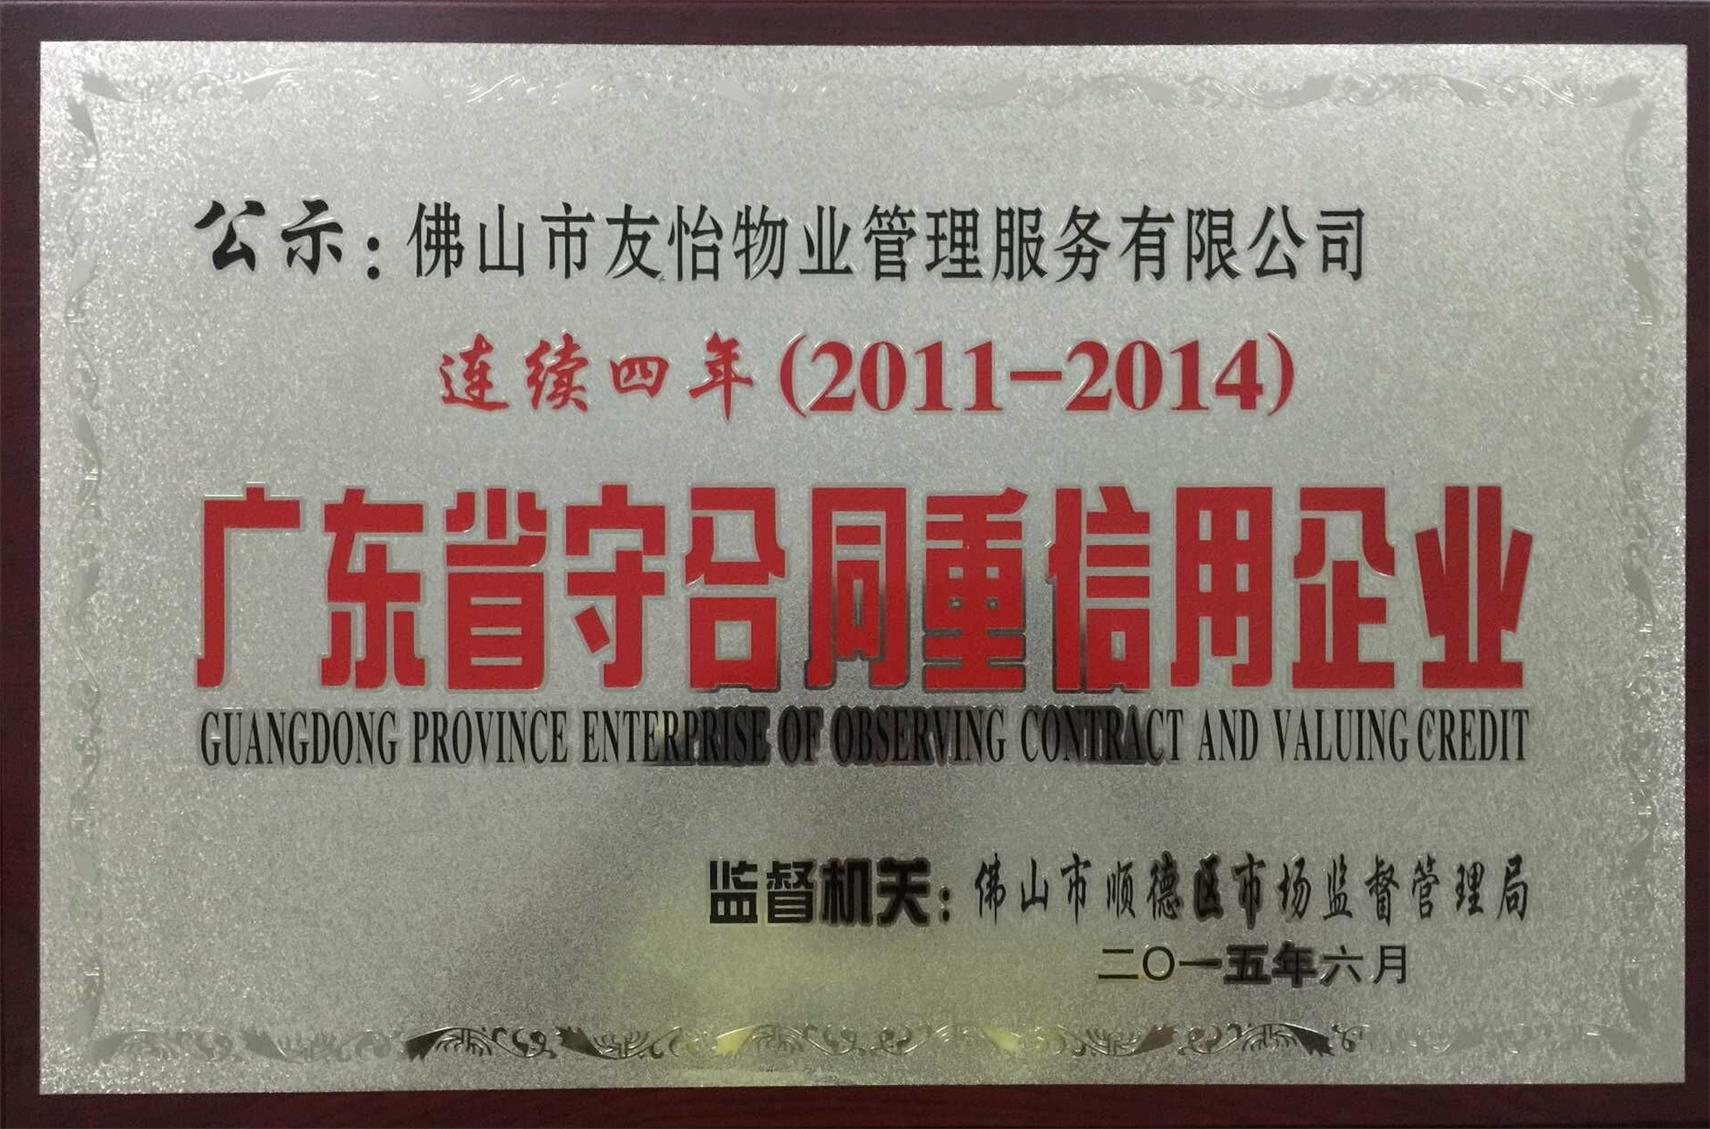 公示：佛山市友怡物业管理服务有限公司
连续四年(2011-2014)
广东省守合同重信用企业
GUANGDONG PROVINCE ENTERPRISE OF OBSERVING CONTRACT AND VALUING CREDIT
监督机关：佛山市顺德区市场监督管理局
二〇一五年六月